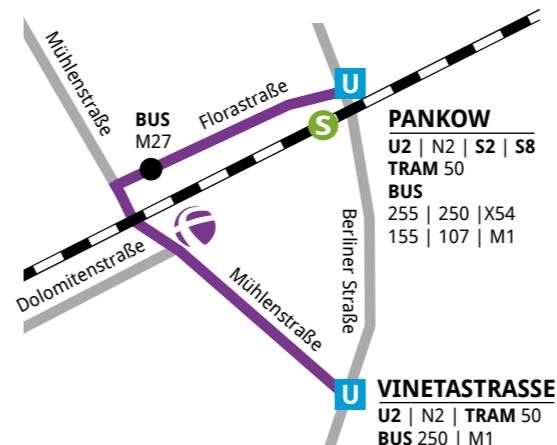 Mühlenstraße
BUS
M27
Florastraße
U
S
PANKOW
U2 | N2 | S2 | S8
TRAM 50
BUS
255 | 250 |X54
155 | 107 | M1
Dolomitenstraße
Mühlenstraße
Berliner Straße
U
VINETASTRASSE
U2 | N2 | TRAM 50
BUS 250 | M1